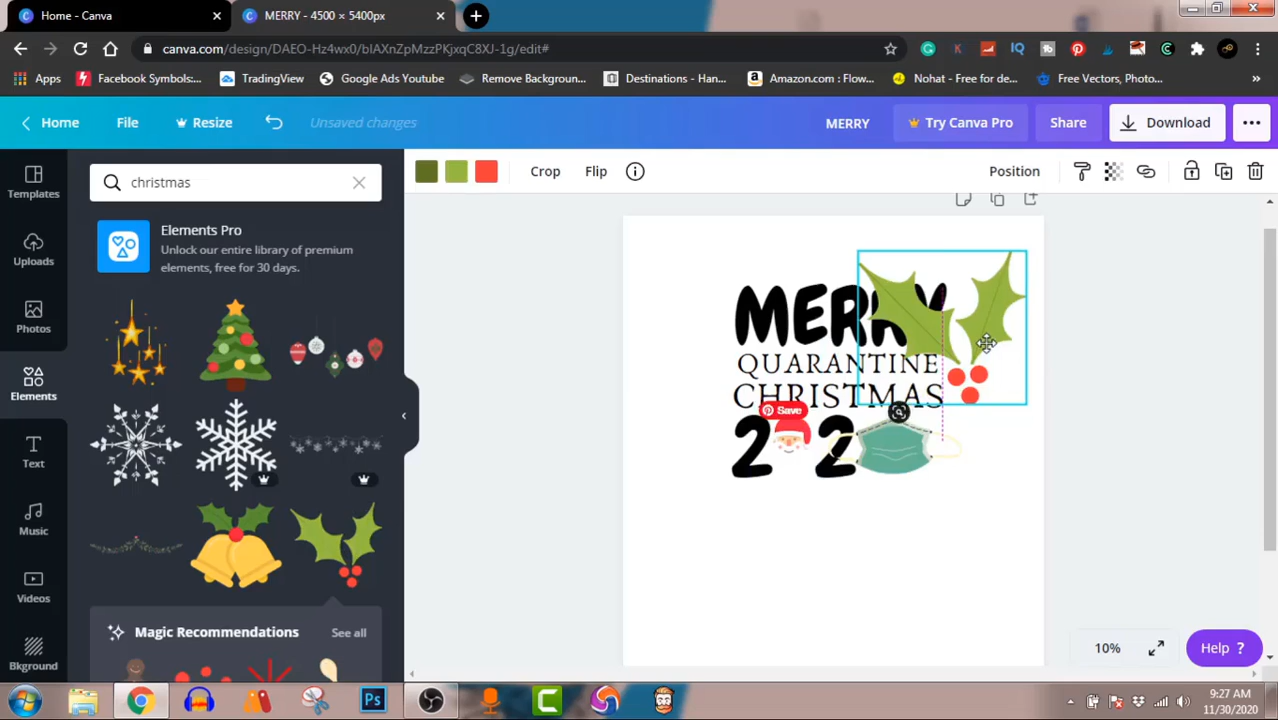 Home - Canva
MERRY - 4500 × 5400px
canva.com/design/DAEO-Hz4wx0/bIAXnZpMzzPKjxqC8XJ-1g/edit#
Apps
Facebook Symbols...
TradingView
Google Ads Youtube
Remove Backgroun...
Destinations - Han...
Amazon.com : Flow...
Nohat - Free for de...
Free Vectors, Photo...
Home
File
Resize
Unsaved changes
MERRY
Try Canva Pro
Share
Download
Templates
Uploads
Photos
Elements
Text
Music
Videos
Bkground
christmas
Elements Pro
Unlock our entire library of premium
elements, free for 30 days.
Magic Recommendations
See all
Crop
Flip
Position
MERRY
QUARANTINE
CHRISTMAS
Save
2 2
10%
Help ?
9:27 AM
11/30/2020